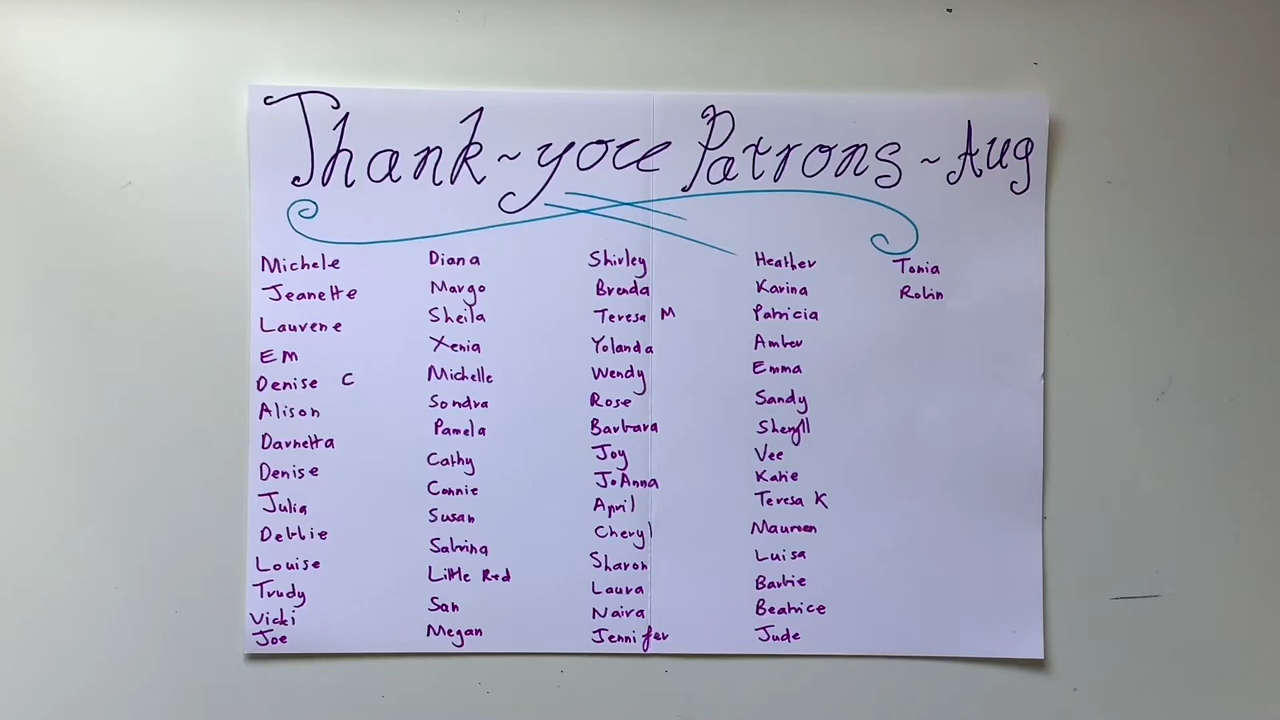 Thank~you Patrons ~ Aug
Michele
Jeanette
Laurene
EM
Denise C
Alison
Darnetta
Denise
Julia
Debbie
Louise
Trudy
Vicki
Joe
Diana
Margo
Sheila
Xenia
Michelle
Sondra
Pamela
Cathy
Connie
Susan
Sabrina
Little Red
San
Megan
Shirley
Brenda
Teresa M
Yolanda
Wendy
Rose
Barbara
Joy
JoAnna
April
Cheryl
Sharon
Laura
Naira
Jennifer
Heather
Karina
Patricia
Amber
Emma
Sandy
Sheryll
Vee
Katie
Teresa K
Maureen
Luisa
Barbie
Beatrice
Jude
Tonia
Robin